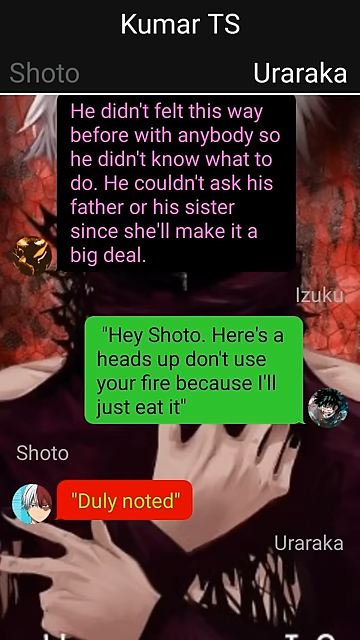 Kumar TS
Shoto Uraraka
He didn't felt this way
before with anybody so
he didn't know what to
do. He couldn't ask his
father or his sister
since she'll make it a
big deal.
Izuku
"Hey Shoto. Here's a
heads up don't use
your fire because I'll
just eat it"
Shoto
"Duly noted"
Uraraka